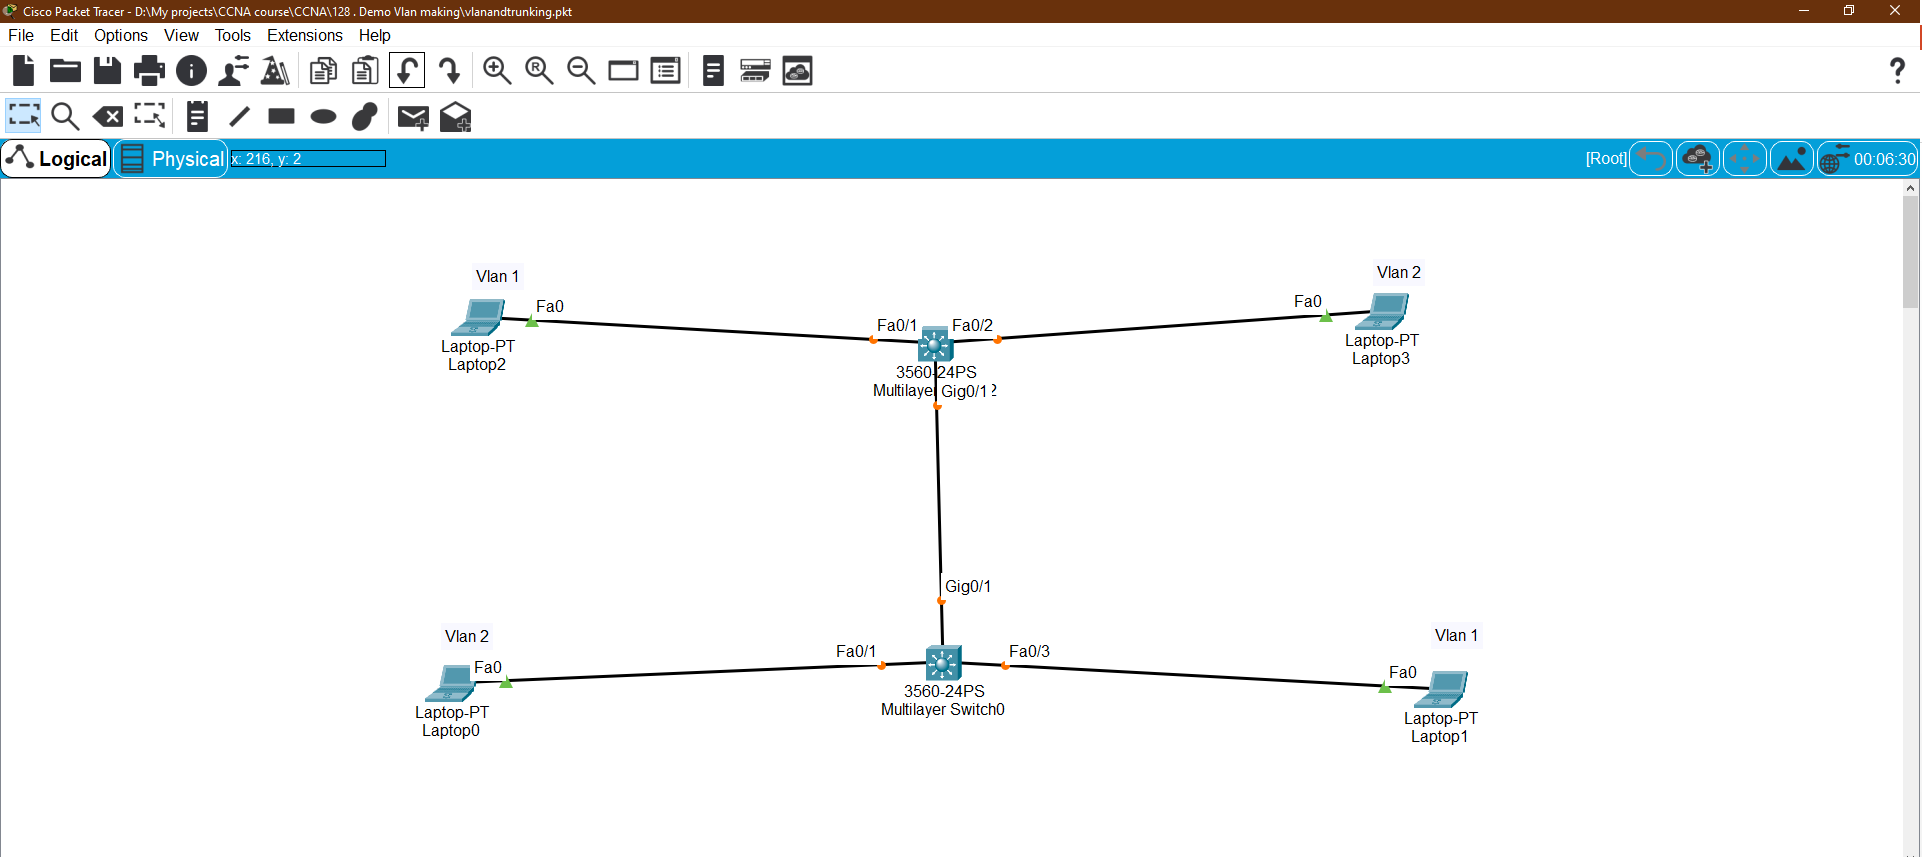 Cisco Packet Tracer - D:\My projects\CCNA course\CCNA\128 . Demo Vlan making\vlanandtrunking.pkt
File Edit Options View Tools Extensions Help
Logical Physical x: 216, y: 2 [Root] 00:06:30
Vlan 1
Vlan 2
Fa0
Fa0
Fa0/1 Fa0/2
Laptop-PT
Laptop2
Laptop-PT
Laptop3
3560-24PS
Multilayer Gig0/1 2
Gig0/1
Vlan 2
Vlan 1
Fa0/1 Fa0/3
Fa0
Fa0
3560-24PS
Multilayer Switch0
Laptop-PT
Laptop0
Laptop-PT
Laptop1